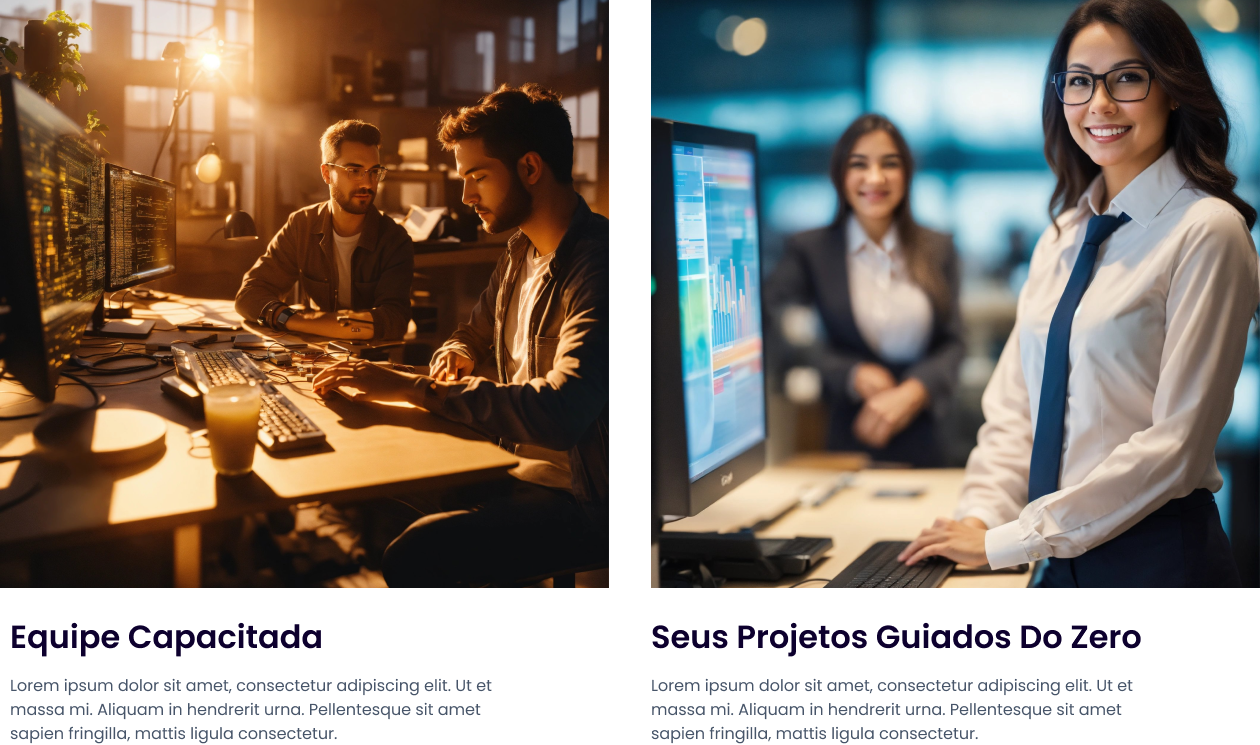 Equipe Capacitada
Lorem ipsum dolor sit amet, consectetur adipiscing elit. Ut et
massa mi. Aliquam in hendrerit urna. Pellentesque sit amet
sapien fringilla, mattis ligula consectetur.
Seus Projetos Guiados Do Zero
Lorem ipsum dolor sit amet, consectetur adipiscing elit. Ut et
massa mi. Aliquam in hendrerit urna. Pellentesque sit amet
sapien fringilla, mattis ligula consectetur.